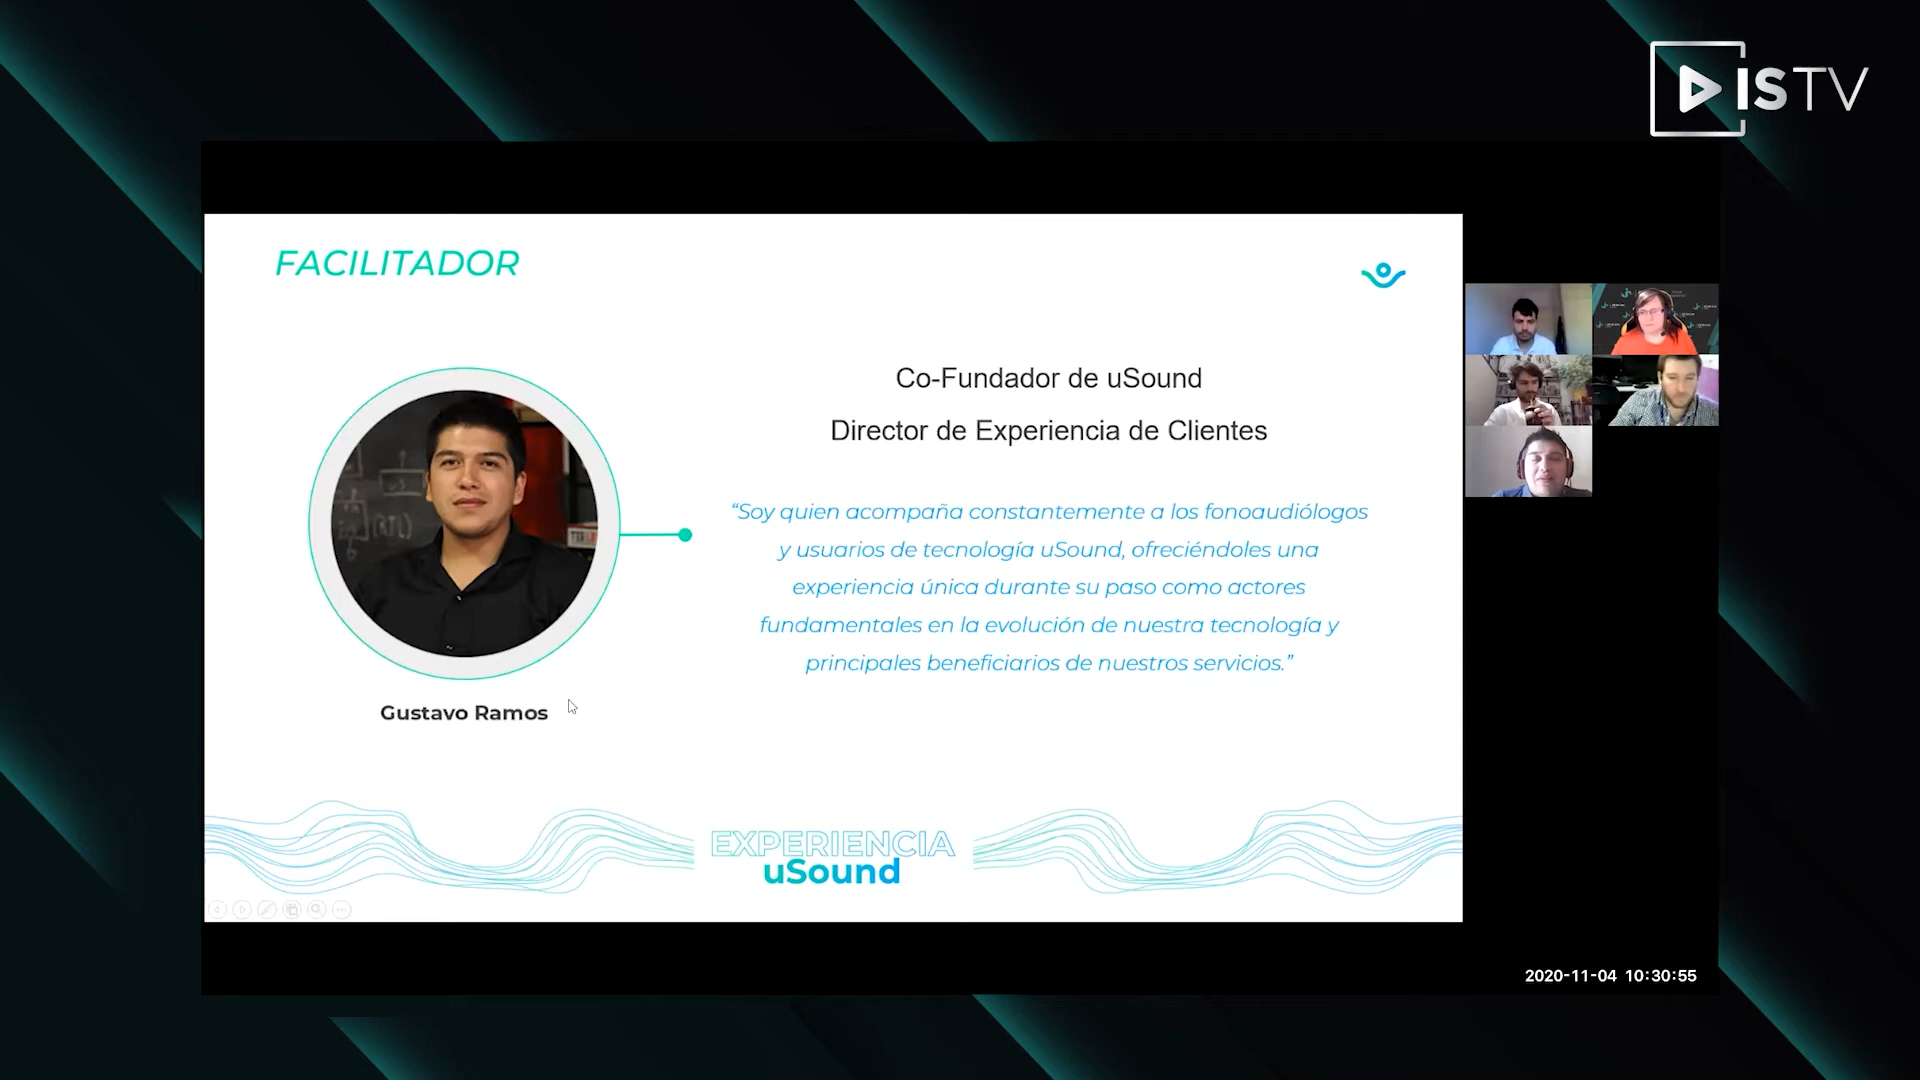 ISTV
FACILITADOR
Co-Fundador de uSound
Director de Experiencia de Clientes
“Soy quien acompaña constantemente a los fonoaudiólogos
y usuarios de tecnología uSound, ofreciéndoles una
experiencia única durante su paso como actores
fundamentales en la evolución de nuestra tecnología y
principales beneficiarios de nuestros servicios.”
Gustavo Ramos
EXPERIENCIA
uSound
2020-11-04 10:30:55